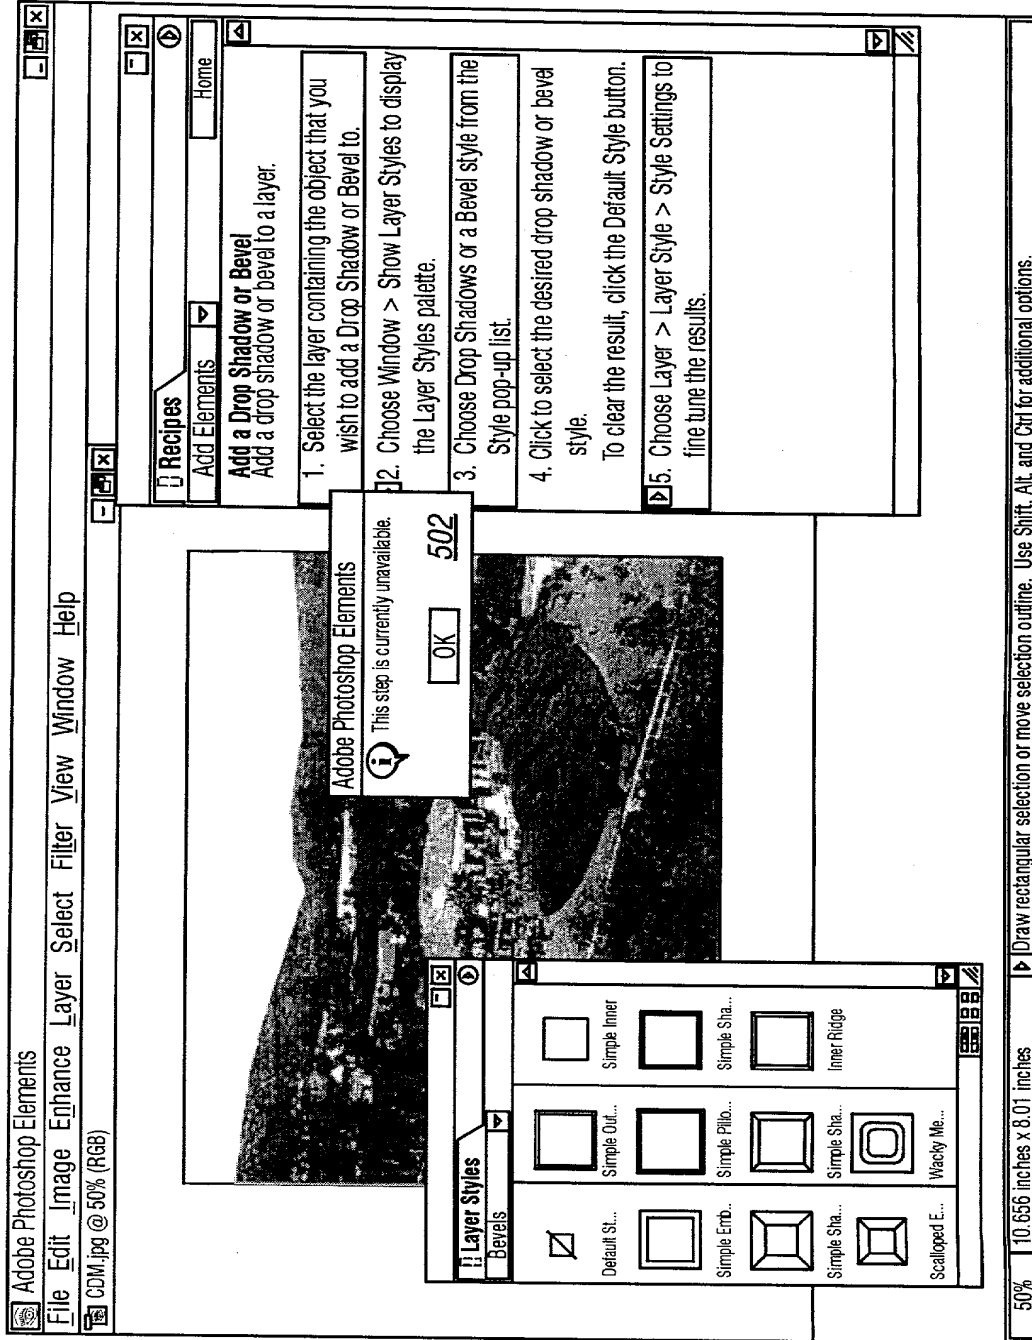 Adobe Photoshop Elements
File Edit Image Enhance Layer Select Filter View Window Help
CDM.jpg @ 50% (RGB)
Recipes
Add Elements
Home
Add a Drop Shadow or Bevel
Add a drop shadow or bevel to a layer.
1. Select the layer containing the object that you
wish to add a Drop Shadow or Bevel to.
2. Choose Window > Show Layer Styles to display
the Layer Styles palette.
3. Choose Drop Shadows or a Bevel style from the
Style pop-up list.
4. Click to select the desired drop shadow or bevel
style.
To clear the result, click the Default Style button.
5. Choose Layer > Layer Style > Style Settings to
fine tune the results.
Adobe Photoshop Elements
This step is currently unavailable.
OK
502
Layer Styles
Bevels
Default St...
Simple Out...
Simple Inner
Simple Emb..
Simple Pillo...
Simple Sha...
Simple Sha...
Simple Sha...
Inner Ridge
Scalloped E...
Wacky Me...
50%
10.656 inches x 8.01 inches
Draw rectangular selection or move selection outline. Use Shift, Alt, and Ctrl for additional options.